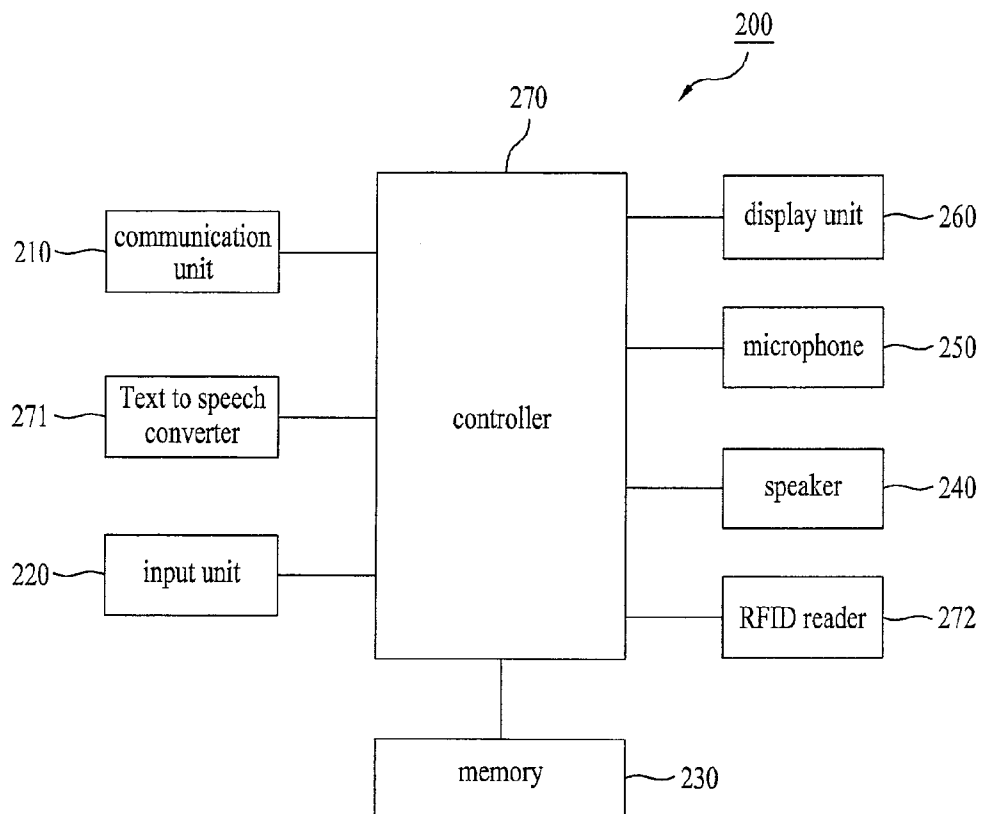 200
270
210
communication
unit
271
Text to speech
converter
220
input unit
controller
display unit
260
microphone
250
speaker
240
RFID reader
272
memory
230